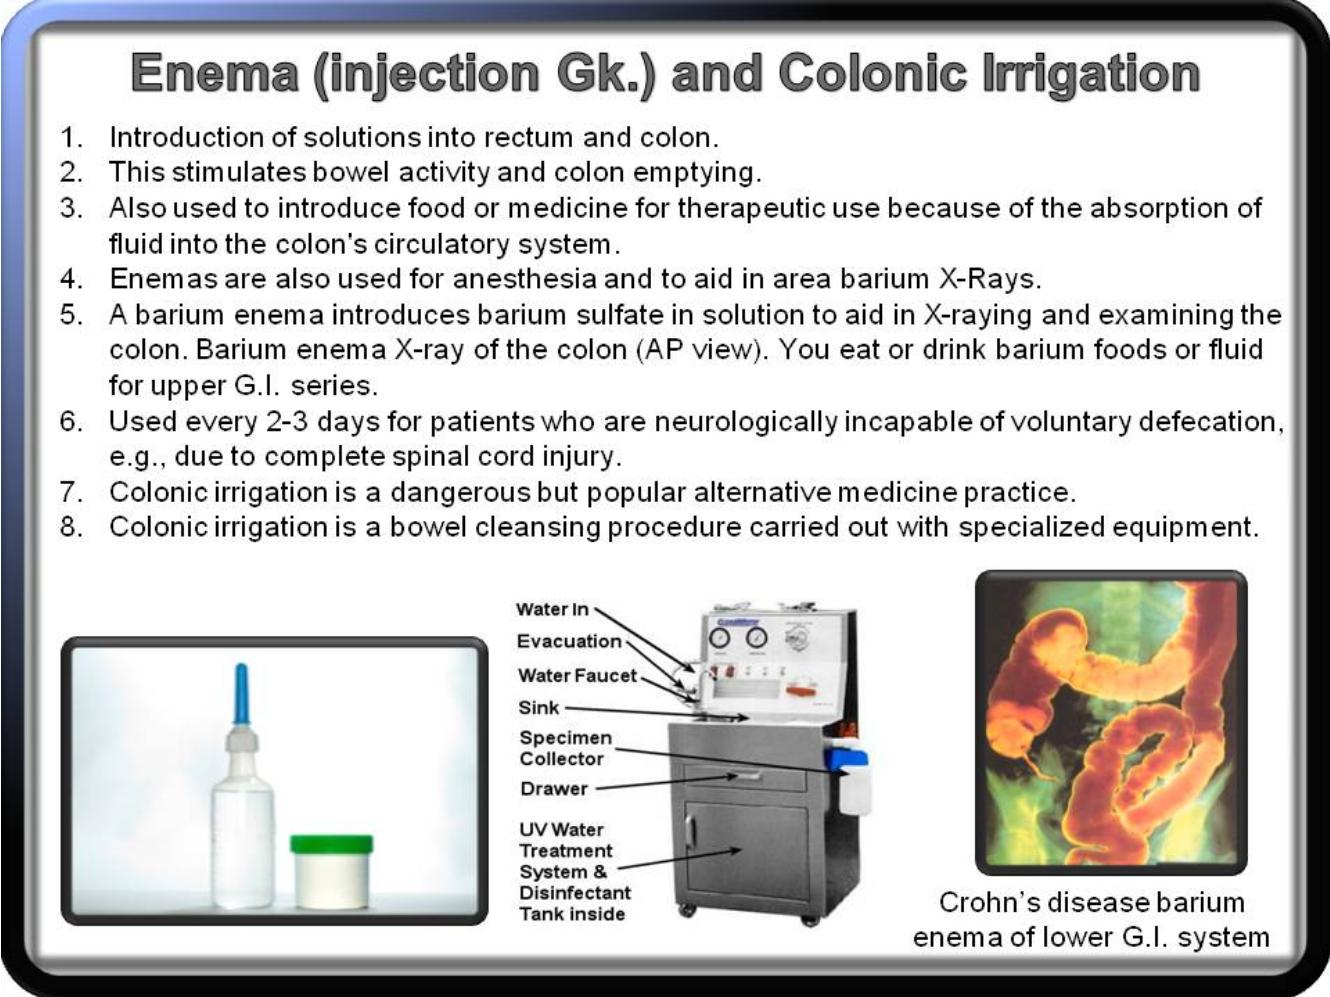 Enema (injection Gk.) and Colonic Irrigation
1. Introduction of solutions into rectum and colon.
2. This stimulates bowel activity and colon emptying.
3. Also used to introduce food or medicine for therapeutic use because of the absorption of
fluid into the colon's circulatory system.
4. Enemas are also used for anesthesia and to aid in area barium X-Rays.
5. A barium enema introduces barium sulfate in solution to aid in X-raying and examining the
colon. Barium enema X-ray of the colon (AP view). You eat or drink barium foods or fluid
for upper G.I. series.
6. Used every 2-3 days for patients who are neurologically incapable of voluntary defecation,
e.g., due to complete spinal cord injury.
7. Colonic irrigation is a dangerous but popular alternative medicine practice.
8. Colonic irrigation is a bowel cleansing procedure carried out with specialized equipment.
Water In
Evacuation
Water Faucet
Sink
Specimen
Collector
Drawer
UV Water
Treatment
System &
Disinfectant
Tank inside
Crohn's disease barium
enema of lower G.I. system